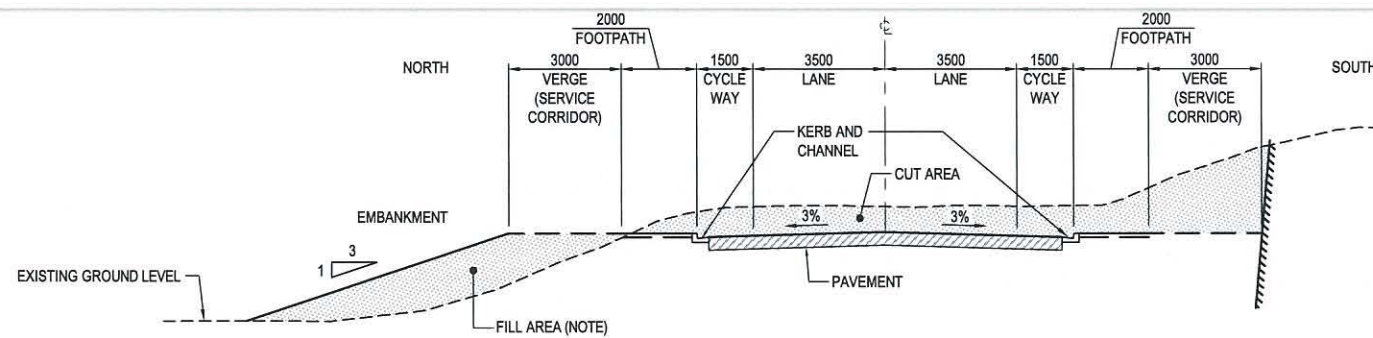 2000
FOOTPATH
℄
2000
FOOTPATH
NORTH
3000
VERGE
(SERVICE
CORRIDOR)
1500
CYCLE
WAY
3500
LANE
3500
LANE
1500
CYCLE
WAY
3000
VERGE
(SERVICE
CORRIDOR)
SOUTH
KERB AND
CHANNEL
CUT AREA
EMBANKMENT
3%
3%
3
1
EXISTING GROUND LEVEL
PAVEMENT
FILL AREA (NOTE)